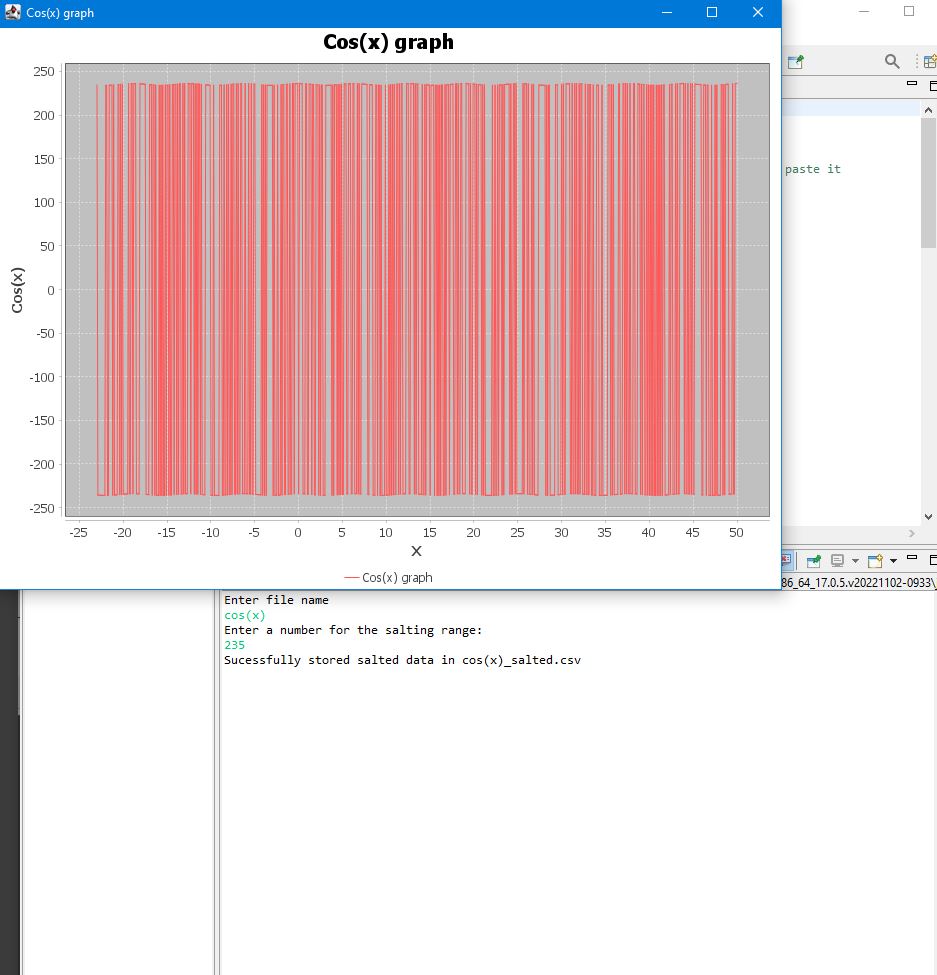 Cos(x) graph
Cos(x) graph
250
200
150
100
50
0
-50
-100
-150
-200
-250
Cos(x)
-25 -20 -15 -10 -5 0 5 10 15 20 25 30 35 40 45 50
X
Cos(x) graph
paste it
86_64_17.0.5.v20221102-0933\
Enter file name
cos(x)
Enter a number for the salting range:
235
Sucessfully stored salted data in cos(x)_salted.csv